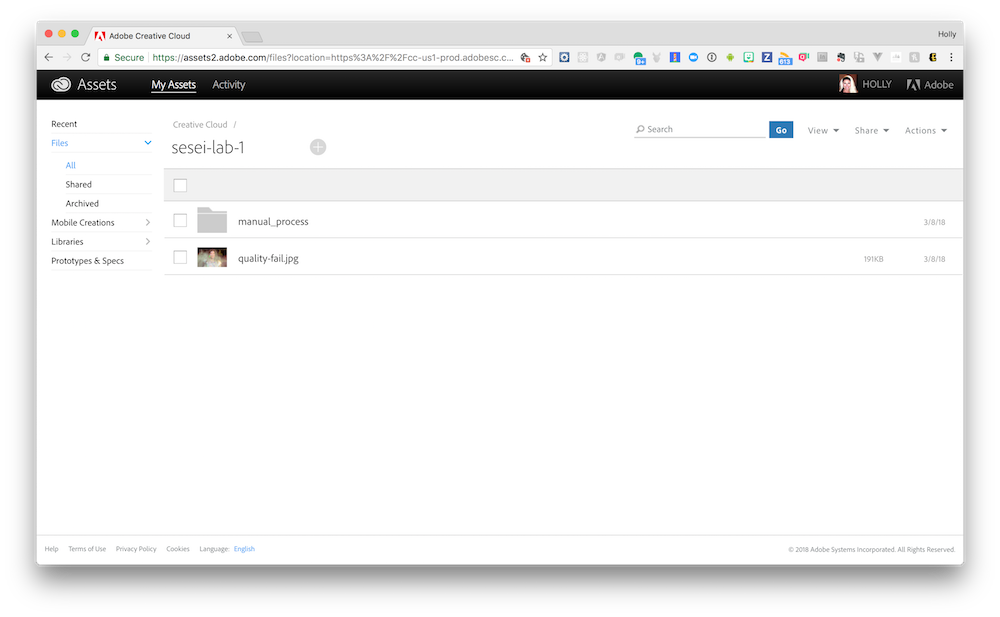 Adobe Creative Cloud
Holly
Secure https://assets2.adobe.com/files?location=https%3A%2F%2Fcc-us1-prod.adobesc.c...
Assets My Assets Activity HOLLY Adobe
Recent
Files
All
Shared
Archived
Mobile Creations
Libraries
Prototypes & Specs
Creative Cloud /
sesei-lab-1
Search Go View Share Actions
manual_process 3/8/18
quality-fail.jpg 191KB 3/8/18
Help Terms of Use Privacy Policy Cookies Language: English
© 2018 Adobe Systems Incorporated. All Rights Reserved.